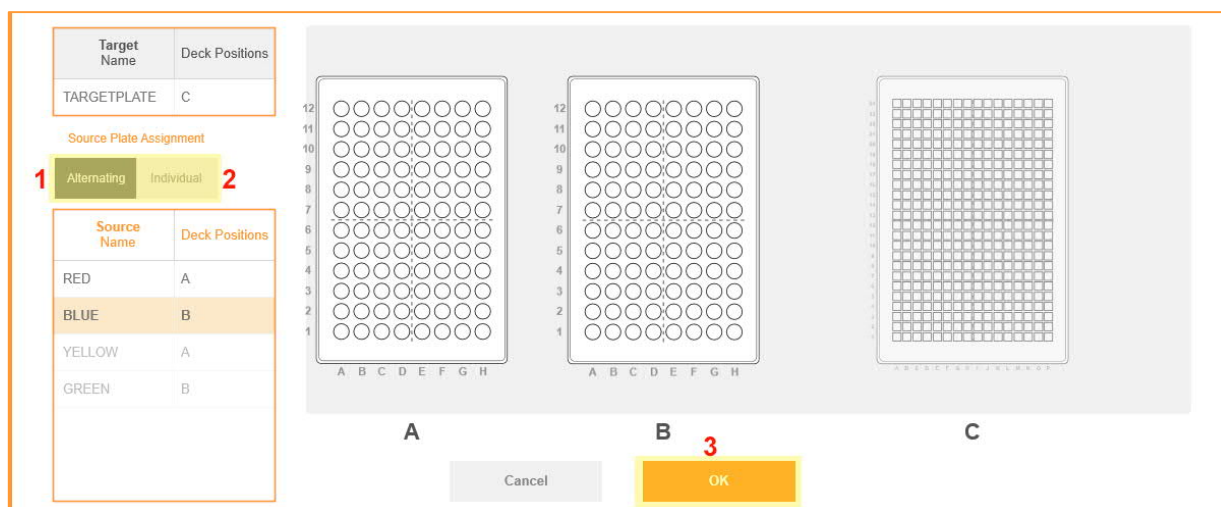 Target
Name
Deck Positions
TARGETPLATE
C
Source Plate Assignment
1
Alternating
Individual
2
Source
Name
Deck Positions
RED
A
BLUE
B
YELLOW
A
GREEN
B
12
11
10
9
8
7
6
5
4
3
2
1
A B C D E F G H
12
11
10
9
8
7
6
5
4
3
2
1
A B C D E F G H
A
B
C
3
Cancel
OK